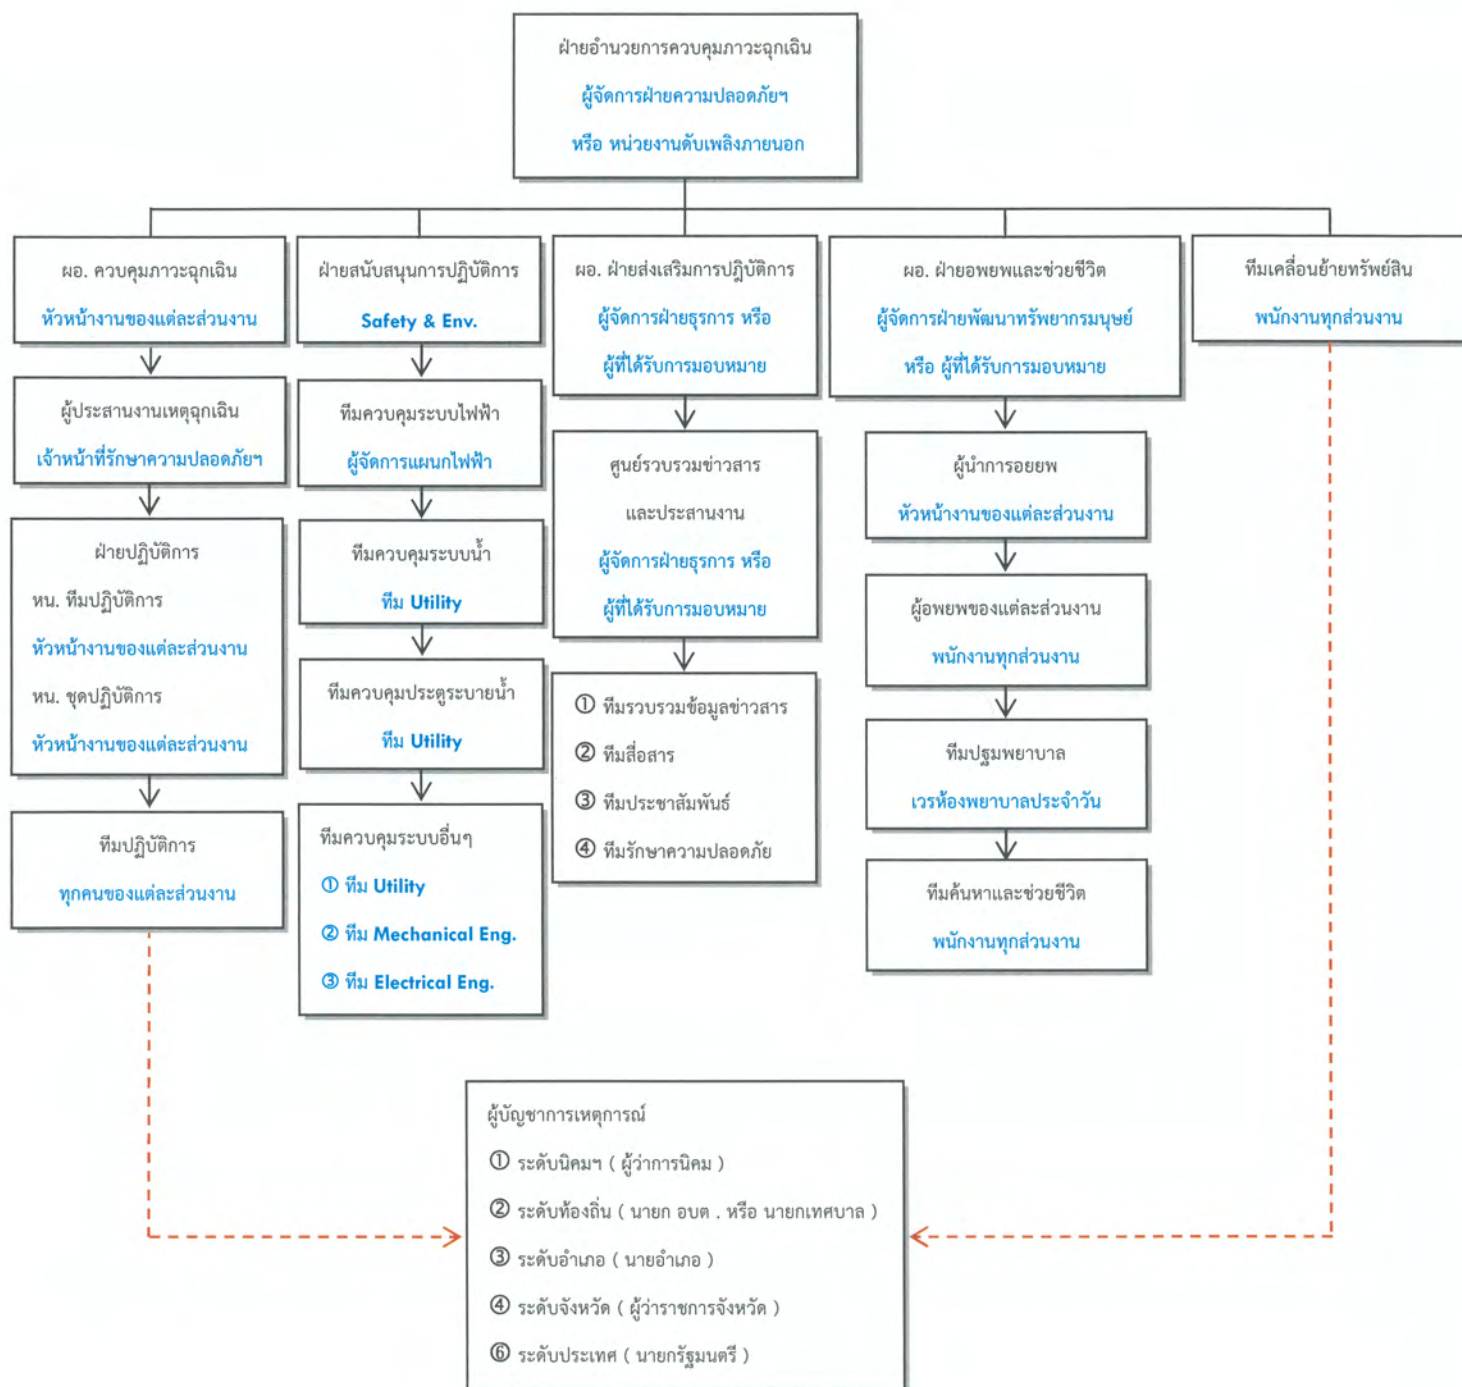 ฝ่ายอำนวยการควบคุมภาวะฉุกเฉิน
ผู้จัดการฝ่ายความปลอดภัยฯ
หรือ หน่วยงานดับเพลิงภายนอก
ผอ. ควบคุมภาวะฉุกเฉิน
หัวหน้างานของแต่ละส่วนงาน
ผู้ประสานงานเหตุฉุกเฉิน
เจ้าหน้าที่รักษาความปลอดภัยฯ
ฝ่ายปฏิบัติการ
หน. ทีมปฏิบัติการ
หัวหน้างานของแต่ละส่วนงาน
หน. ชุดปฏิบัติการ
หัวหน้างานของแต่ละส่วนงาน
ทีมปฏิบัติการ
ทุกคนของแต่ละส่วนงาน
ฝ่ายสนับสนุนการปฏิบัติการ
Safety & Env.
ทีมควบคุมระบบไฟฟ้า
ผู้จัดการแผนกไฟฟ้า
ทีมควบคุมระบบน้ำ
ทีม Utility
ทีมควบคุมประตูระบายน้ำ
ทีม Utility
ทีมควบคุมระบบอื่นๆ
① ทีม Utility
② ทีม Mechanical Eng.
③ ทีม Electrical Eng.
ผอ. ฝ่ายส่งเสริมการปฎิบัติการ
ผู้จัดการฝ่ายธุรการ หรือ
ผู้ที่ได้รับการมอบหมาย
ศูนย์รวบรวมข่าวสาร
และประสานงาน
ผู้จัดการฝ่ายธุรการ หรือ
ผู้ที่ได้รับการมอบหมาย
① ทีมรวบรวมข้อมูลข่าวสาร
② ทีมสื่อสาร
③ ทีมประชาสัมพันธ์
④ ทีมรักษาความปลอดภัย
ผอ. ฝ่ายอพยพและช่วยชีวิต
ผู้จัดการฝ่ายพัฒนาทรัพยากรมนุษย์
หรือ ผู้ที่ได้รับการมอบหมาย
ผู้นำการอยยพ
หัวหน้างานของแต่ละส่วนงาน
ผู้อพยพของแต่ละส่วนงาน
พนักงานทุกส่วนงาน
ทีมปฐมพยาบาล
เวรห้องพยาบาลประจำวัน
ทีมค้นหาและช่วยชีวิต
พนักงานทุกส่วนงาน
ทีมเคลื่อนย้ายทรัพย์สิน
พนักงานทุกส่วนงาน
ผู้บัญชาการเหตุการณ์
① ระดับนิคมฯ ( ผู้ว่าการนิคม )
② ระดับท้องถิ่น ( นายก อบต . หรือ นายกเทศบาล )
③ ระดับอำเภอ ( นายอำเภอ )
④ ระดับจังหวัด ( ผู้ว่าราชการจังหวัด )
⑥ ระดับประเทศ ( นายกรัฐมนตรี )